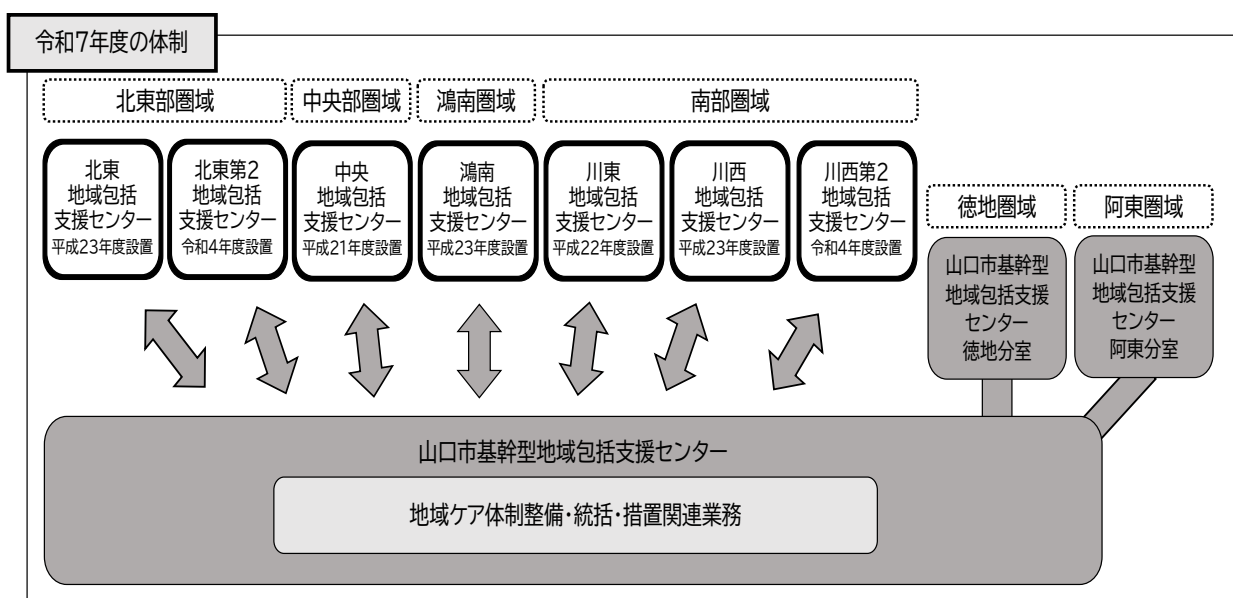 令和7年度の体制
北東部圏域
中央部圏域
鴻南圏域
南部圏域
北東
地域包括
支援センター
平成23年度設置
北東第2
地域包括
支援センター
令和4年度設置
中央
地域包括
支援センター
平成21年度設置
鴻南
地域包括
支援センター
平成23年度設置
川東
地域包括
支援センター
平成22年度設置
川西
地域包括
支援センター
平成23年度設置
川西第2
地域包括
支援センター
令和4年度設置
徳地圏域
阿東圏域
山口市基幹型
地域包括支援
センター
徳地分室
山口市基幹型
地域包括支援
センター
阿東分室
山口市基幹型地域包括支援センター
地域ケア体制整備・統括・措置関連業務